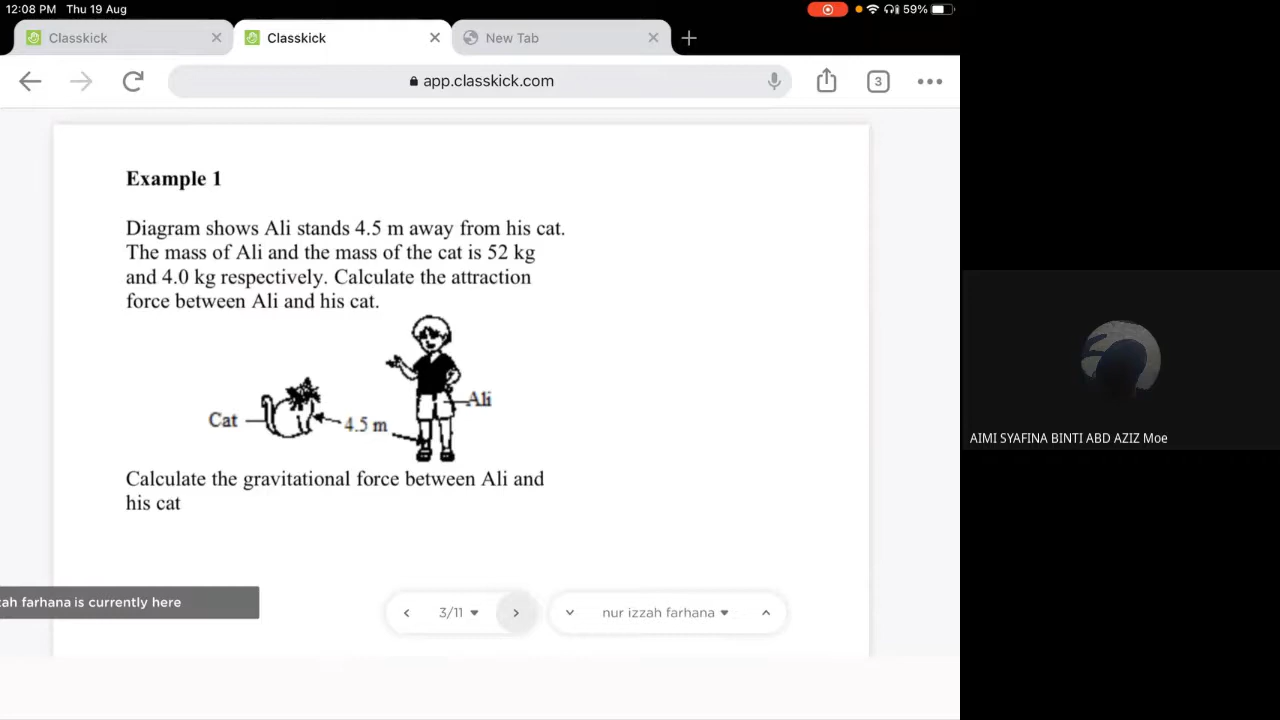 12:08 PM Thu 19 Aug
59%
Classkick
Classkick
New Tab
app.classkick.com
3
Example 1
Diagram shows Ali stands 4.5 m away from his cat.
The mass of Ali and the mass of the cat is 52 kg
and 4.0 kg respectively. Calculate the attraction
force between Ali and his cat.
Ali
Cat
4.5 m
Calculate the gravitational force between Ali and
his cat
zah farhana is currently here
3/11
nur izzah farhana
AIMI SYAFINA BINTI ABD AZIZ Moe